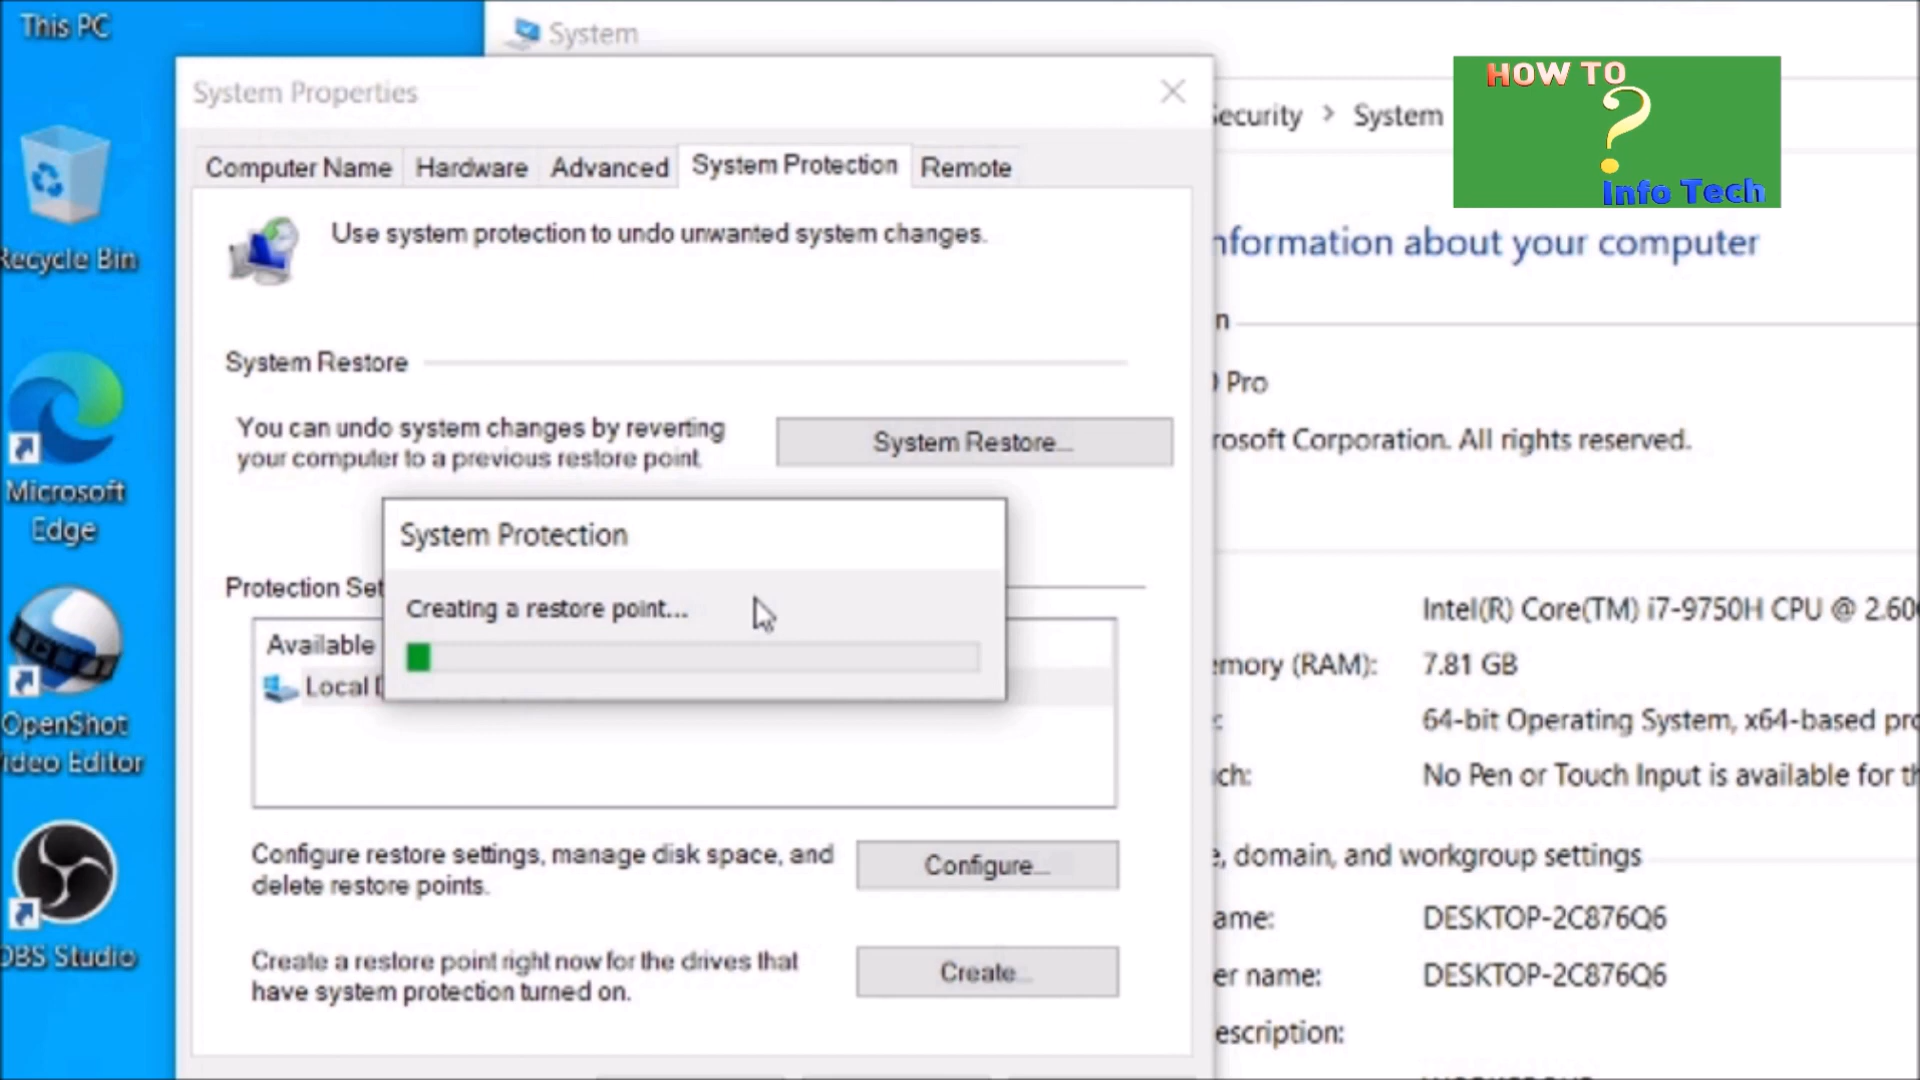 This PC
Recycle Bin
Microsoft
Edge
OpenShot
Video Editor
OBS Studio
System
System Properties
Computer Name
Hardware
Advanced
System Protection
Remote
Use system protection to undo unwanted system changes.
System Restore
You can undo system changes by reverting
your computer to a previous restore point.
System Restore...
Protection Set
System Protection
Creating a restore point...
Available
Local D
Configure restore settings, manage disk space, and
delete restore points.
Configure...
Create a restore point right now for the drives that
have system protection turned on.
Create...
ecurity > System
HOW TO
?
Info Tech
nformation about your computer
n
Pro
rosoft Corporation. All rights reserved.
Intel(R) Core(TM) i7-9750H CPU @ 2.60
emory (RAM): 7.81 GB
64-bit Operating System, x64-based pro
ch: No Pen or Touch Input is available for th
e, domain, and workgroup settings
ame: DESKTOP-2C876Q6
er name: DESKTOP-2C876Q6
escription: